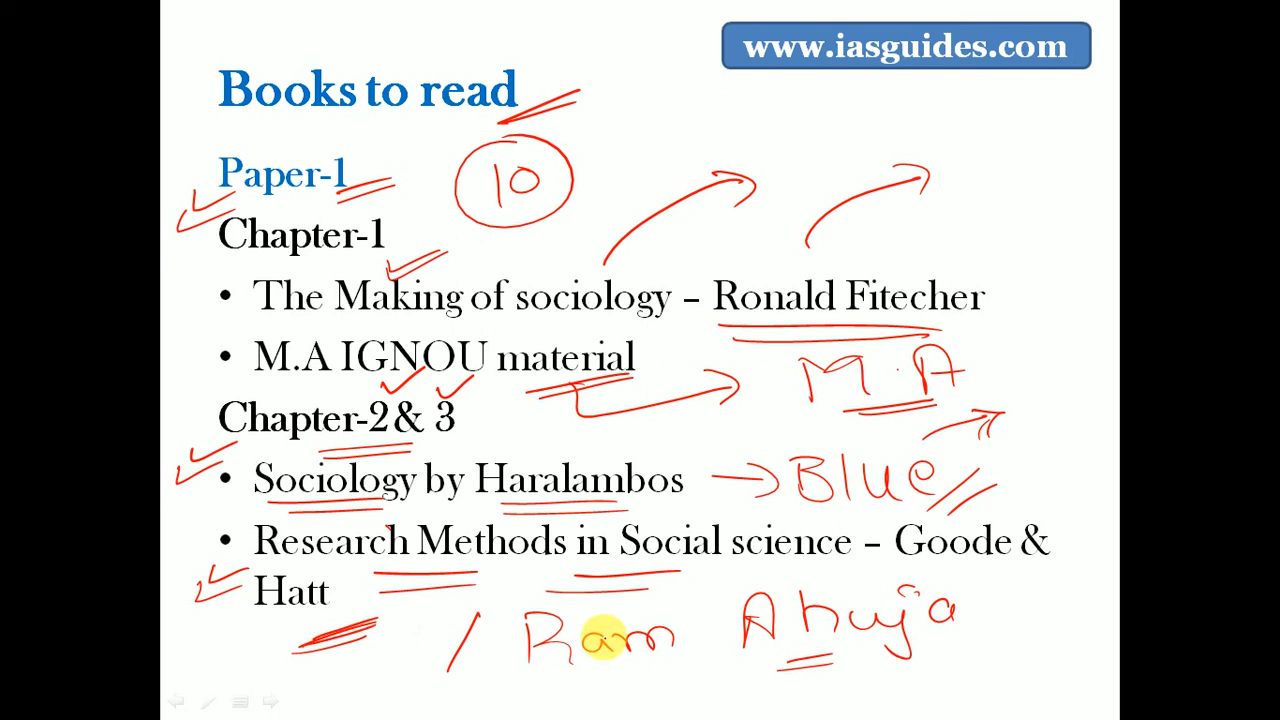 www.iasguides.com
Books to read
Paper-1
10
Chapter-1
• The Making of sociology – Ronald Fitecher
• M.A IGNOU material
M.A
Chapter-2& 3
• Sociology by Haralambos
→ Blue
• Research Methods in Social science – Goode &
Hatt
/ Ram Ahuja